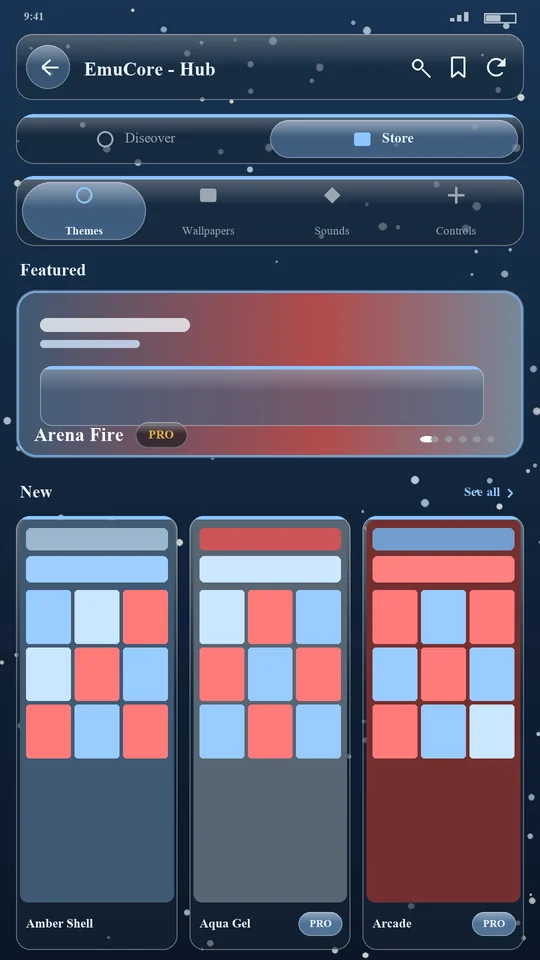 9:41
EmuCore - Hub
Discover
Store
Themes
Wallpapers
Sounds
Controls
Featured
Arena Fire
PRO
New
See all
Amber Shell
Aqua Gel
PRO
Arcade
PRO